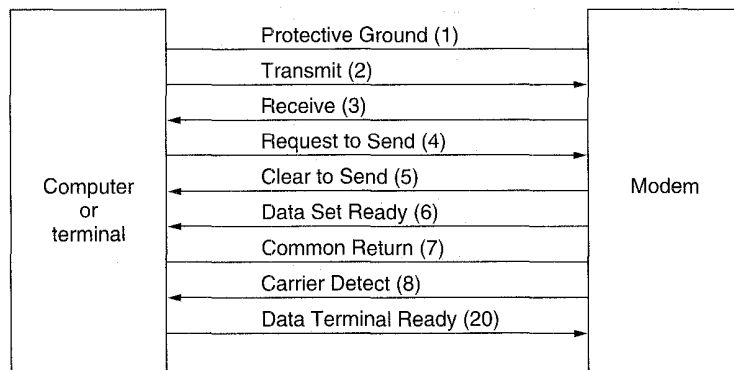 Protective Ground (1)
Transmit (2)
Receive (3)
Request to Send (4)
Clear to Send (5)
Data Set Ready (6)
Common Return (7)
Carrier Detect (8)
Data Terminal Ready (20)
Computer
or
terminal
Modem